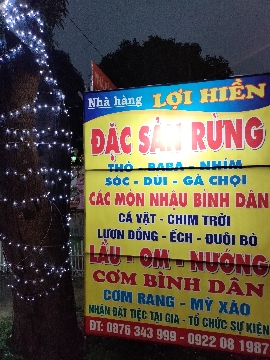 Nhà hàng LỢI HIỀN
ĐẶC SẢN RỪNG
THỎ - BABA - NHÍM
SÓC - DÚI - GÀ CHỌI
CÁC MÓN NHẬU BÌNH DÂN
CÁ VẶT - CHIM TRỜI
LƯƠN ĐỒNG - ẾCH - ĐUÔI BÒ
LẨU - OM - NƯỚNG
CƠM BÌNH DÂN
CƠM RANG - MỲ XÀO
NHẬN ĐẶT TIỆC TẠI GIA - TỔ CHỨC SỰ KIỆN
ĐT: 0876 343 999 - 0922 08 1987